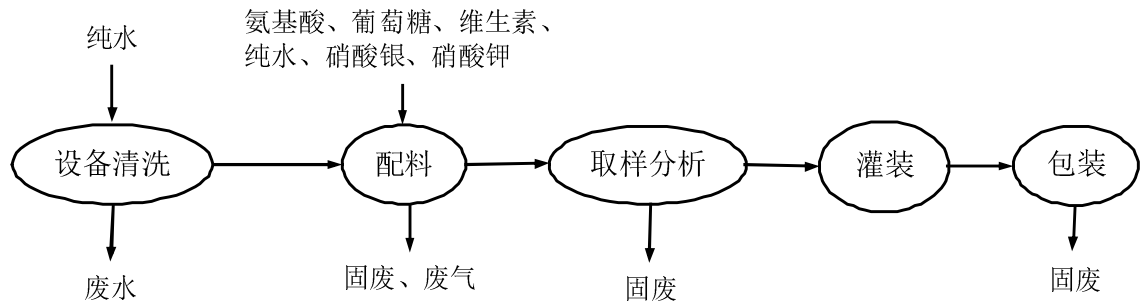 纯水
氨基酸、葡萄糖、维生素、
纯水、硝酸银、硝酸钾
设备清洗
配料
取样分析
灌装
包装
废水
固废、废气
固废
固废